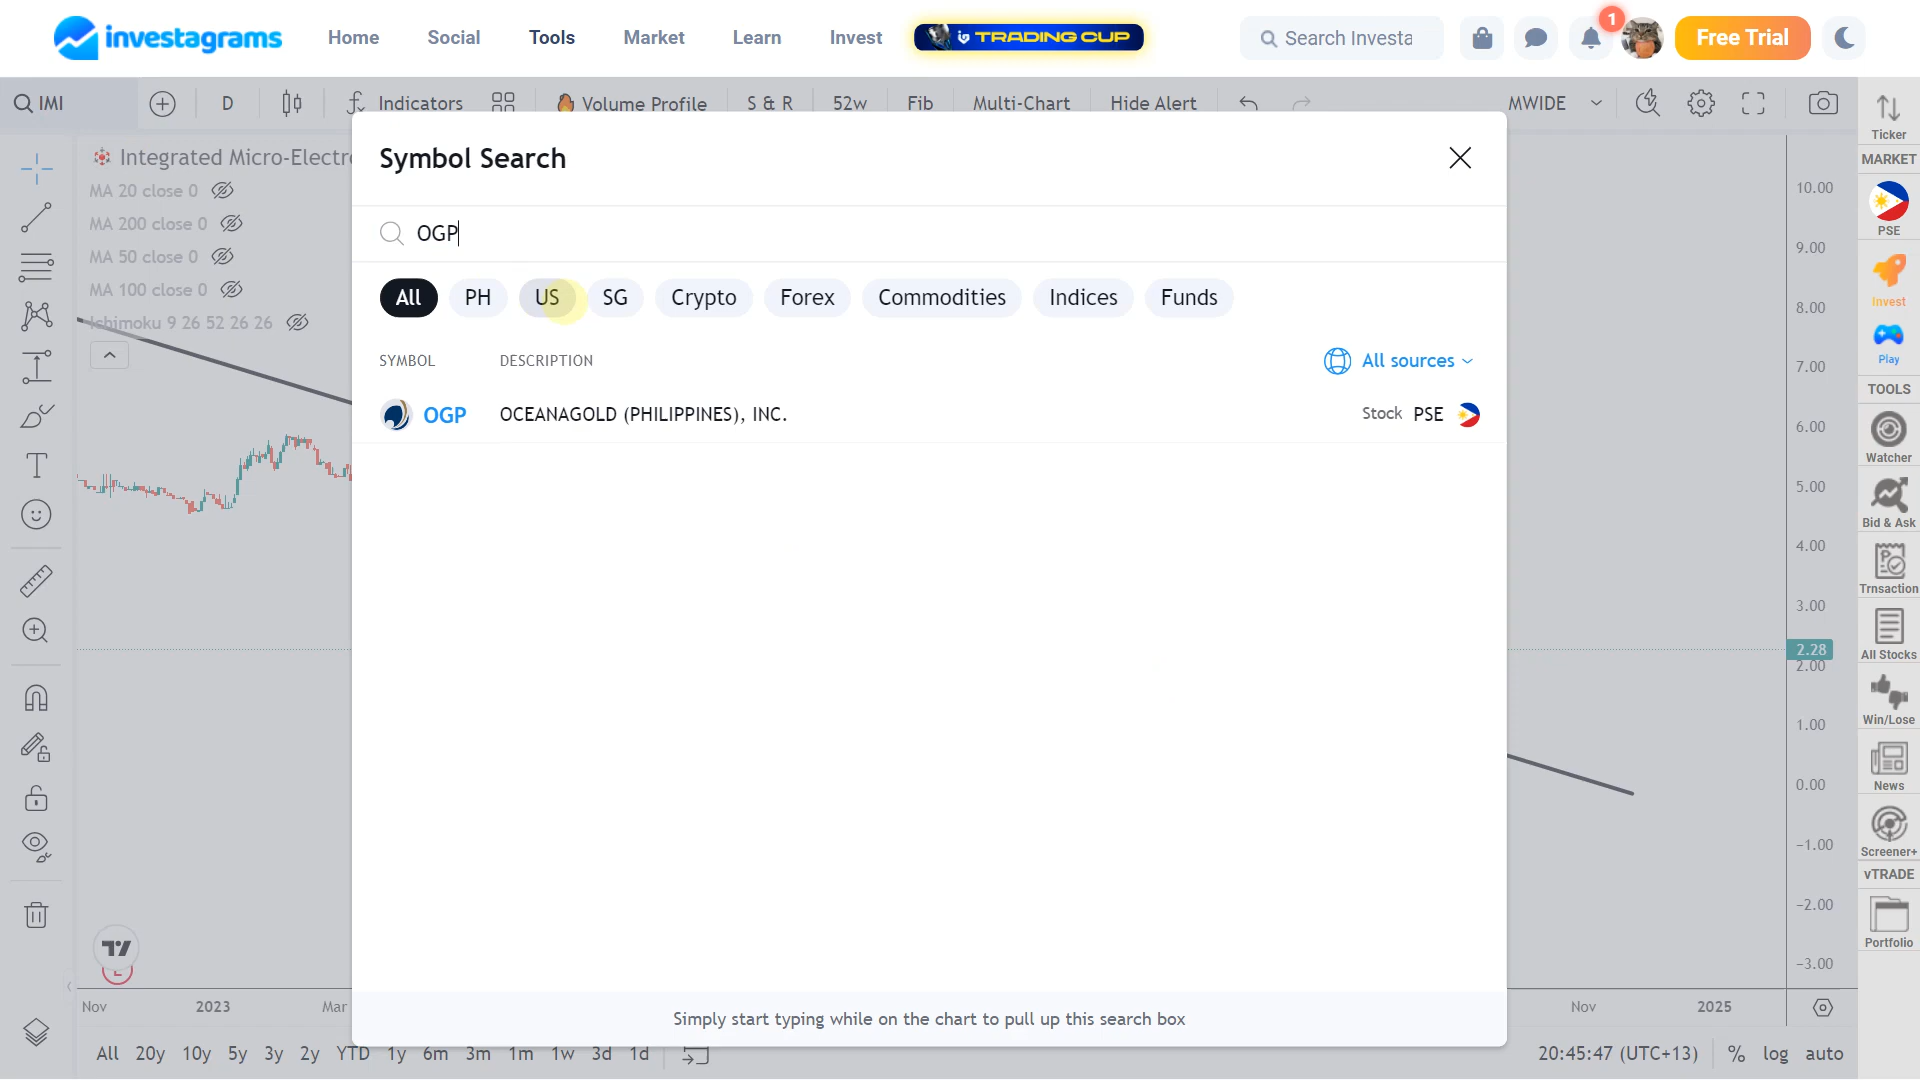 investagrams Home Social Tools Market Learn Invest TRADING CUP Search Investa 1 Free Trial
IMI D Indicators Volume Profile S & R 52w Fib Multi-Chart Hide Alert MWIDE
Ticker
MARKET
PSE
Invest
Play
TOOLS
Watcher
Bid & Ask
Trnsaction
All Stocks
Win/Lose
News
Screener+
vTRADE
Portfolio
Integrated Micro-Electr
MA 20 close 0
MA 200 close 0
MA 50 close 0
MA 100 close 0
Ichimoku 9 26 52 26 26
Symbol Search
OGP
All PH US SG Crypto Forex Commodities Indices Funds
SYMBOL DESCRIPTION All sources
OGP OCEANAGOLD (PHILIPPINES), INC. Stock PSE
Simply start typing while on the chart to pull up this search box
10.00
9.00
8.00
7.00
6.00
5.00
4.00
3.00
2.28
2.00
1.00
0.00
−1.00
−2.00
−3.00
Nov 2023 Mar Nov 2025
All 20y 10y 5y 3y 2y YTD 1y 6m 3m 1m 1w 3d 1d 20:45:47 (UTC+13) % log auto